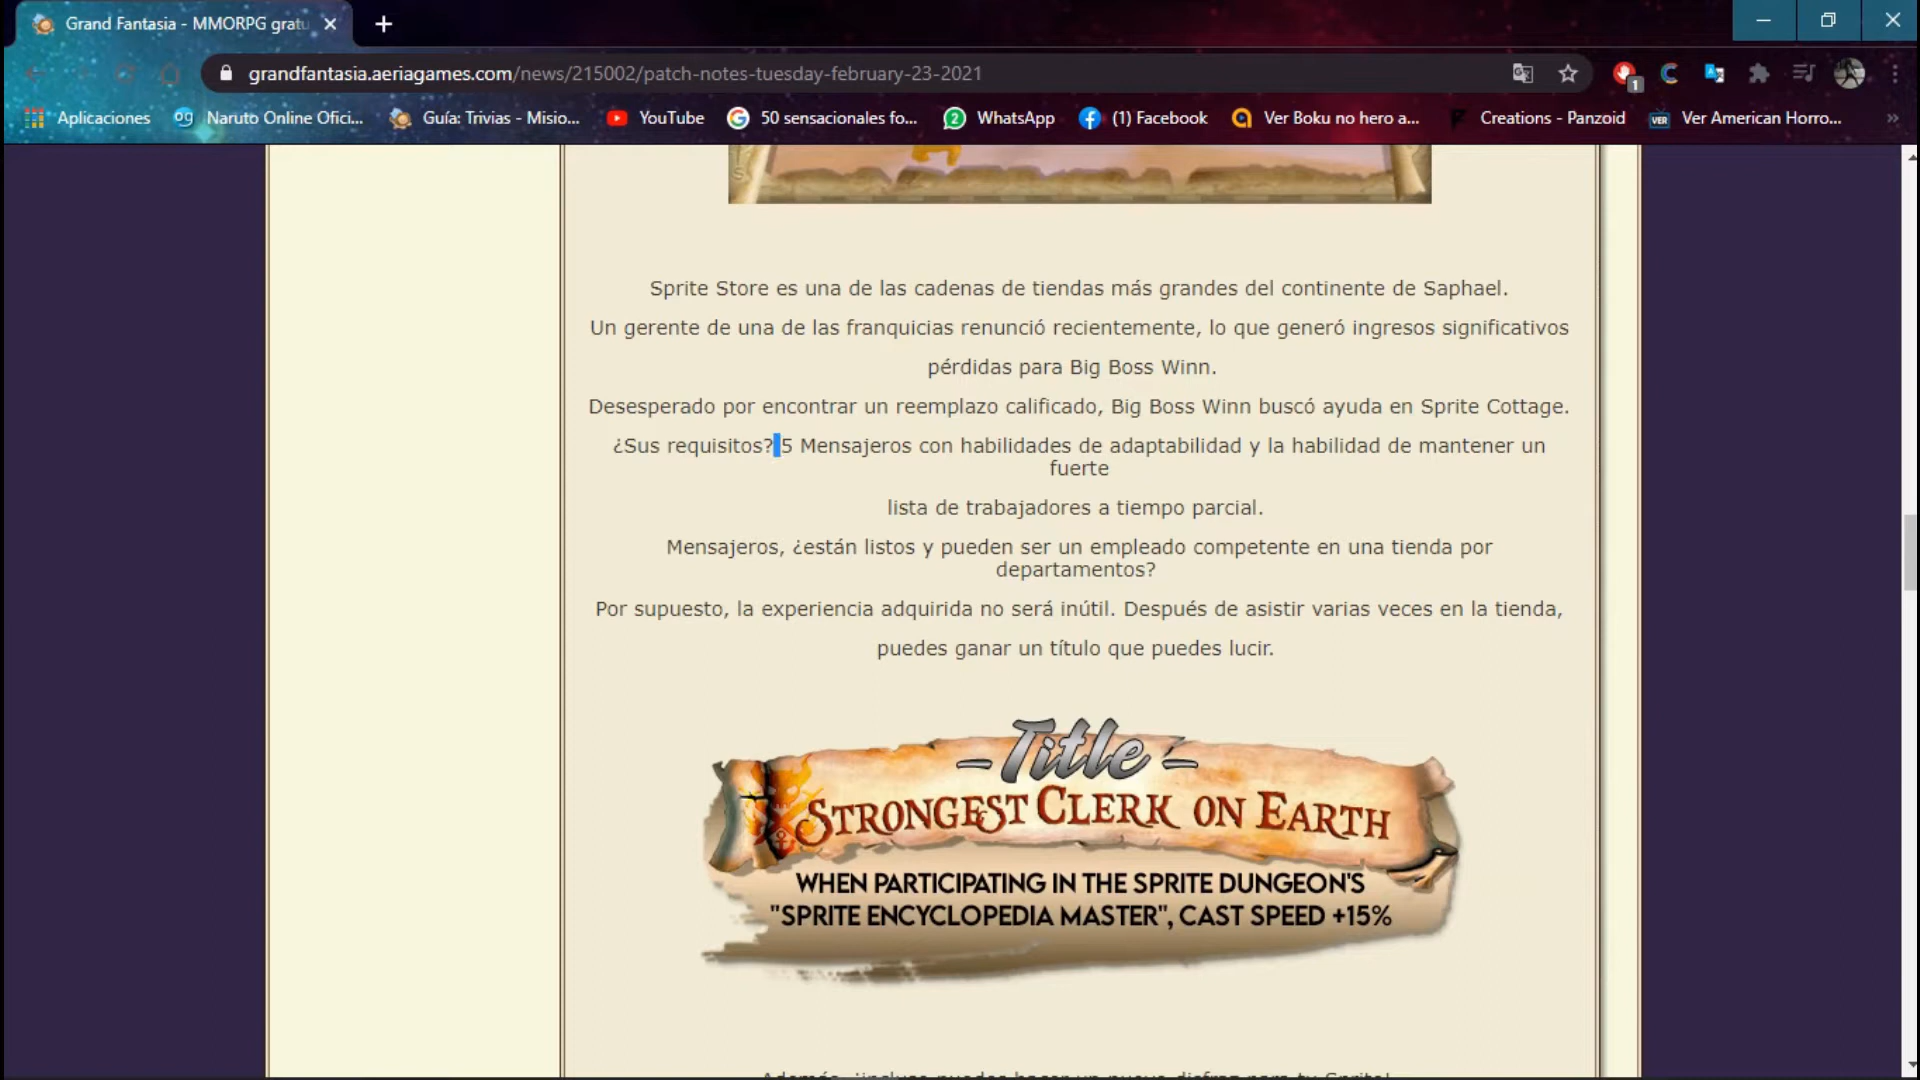 Grand Fantasia - MMORPG gratu
grandfantasia.aeriagames.com/news/215002/patch-notes-tuesday-february-23-2021
1
Aplicaciones
og
Naruto Online Ofici...
Guía: Trivias - Misio...
YouTube
50 sensacionales fo...
2
WhatsApp
(1) Facebook
Ver Boku no hero a...
Creations - Panzoid
VER
Ver American Horro...
»
Sprite Store es una de las cadenas de tiendas más grandes del continente de Saphael.
Un gerente de una de las franquicias renunció recientemente, lo que generó ingresos significativos
pérdidas para Big Boss Winn.
Desesperado por encontrar un reemplazo calificado, Big Boss Winn buscó ayuda en Sprite Cottage.
¿Sus requisitos? 5 Mensajeros con habilidades de adaptabilidad y la habilidad de mantener un
fuerte
lista de trabajadores a tiempo parcial.
Mensajeros, ¿están listos y pueden ser un empleado competente en una tienda por
departamentos?
Por supuesto, la experiencia adquirida no será inútil. Después de asistir varias veces en la tienda,
puedes ganar un título que puedes lucir.
- Title -
STRONGEST CLERK ON EARTH
WHEN PARTICIPATING IN THE SPRITE DUNGEON'S
"SPRITE ENCYCLOPEDIA MASTER", CAST SPEED +15%